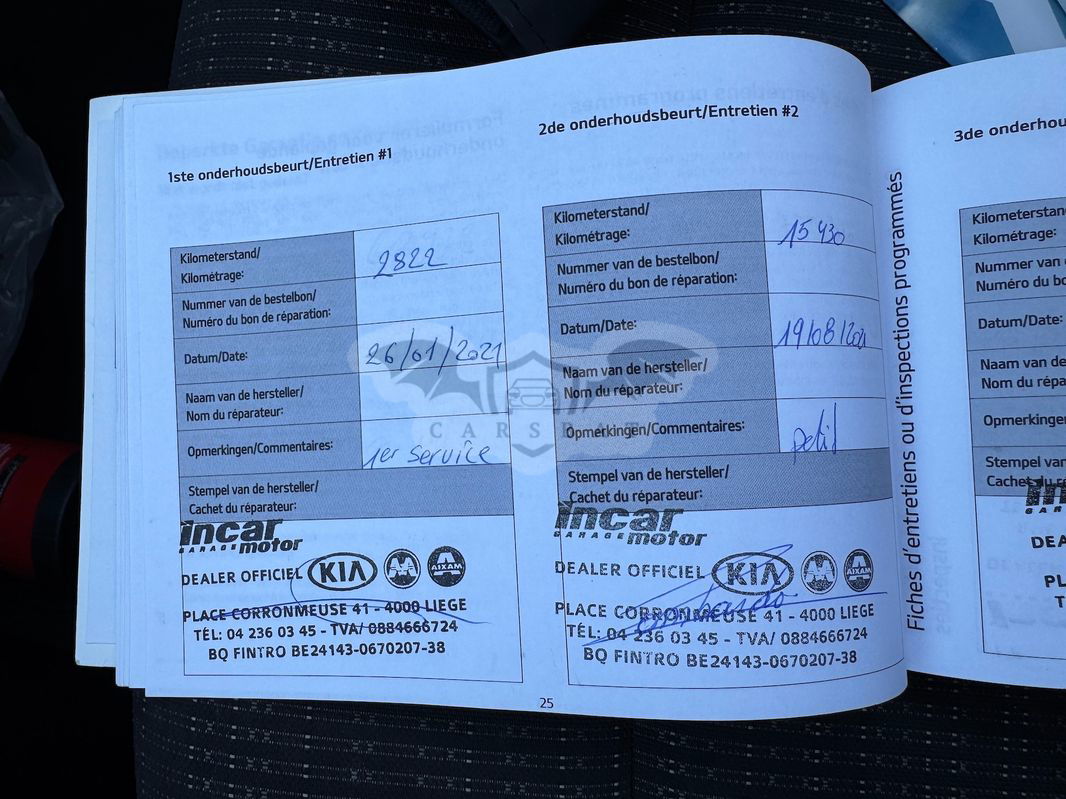 1ste onderhoudsbeurt/Entretien #1
Kilometerstand/
Kilométrage:
2822
Nummer van de bestelbon/
Numéro du bon de réparation:
Datum/Date:
26/01/2021
Naam van de hersteller/
Nom du réparateur:
Opmerkingen/Commentaires:
1er service
Stempel van de hersteller/
Cachet du réparateur:
incar
GARAGE motor
DEALER OFFICIEL KIA AIXAM
PLACE CORRONMEUSE 41 - 4000 LIEGE
TÉL: 04 236 03 45 - TVA/ 0884666724
BQ FINTRO BE24143-0670207-38
2de onderhoudsbeurt/Entretien #2
Kilometerstand/
Kilométrage:
15430
Nummer van de bestelbon/
Numéro du bon de réparation:
Datum/Date:
19/08/2021
Naam van de hersteller/
Nom du réparateur:
Opmerkingen/Commentaires:
petit
Stempel van de hersteller/
Cachet du réparateur:
incar
GARAGE motor
DEALER OFFICIEL KIA AIXAM
PLACE CORRONMEUSE 41 - 4000 LIEGE
TÉL: 04 236 03 45 - TVA/ 0884666724
BQ FINTRO BE24143-0670207-38
25
CARSBAT
Fiches d'entretiens ou d'inspections programmés
3de onderhou
Kilometerstan
Kilométrage:
Nummer van
Numéro du bo
Datum/Date:
Naam van de
Nom du répa
Opmerkingen
Stempel van
Cachet du ré
DEA
PL
T